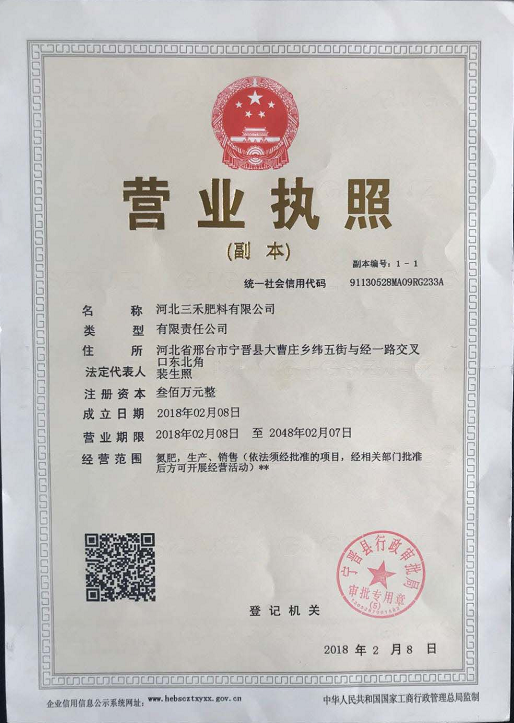 营业执照
(副 本)
副本编号：1-1
统一社会信用代码 91130528MA09RG233A
名称 河北三禾肥料有限公司
类型 有限责任公司
住所 河北省邢台市宁晋县大曹庄乡纬五街与经一路交叉
口东北角
法定代表人 裴生照
注册资本 叁佰万元整
成立日期 2018年02月08日
营业期限 2018年02月08日 至 2048年02月07日
经营范围 氮肥，生产、销售（依法须经批准的项目，经相关部门批准
后方可开展经营活动）**
宁晋县行政审批局
审批专用章
(5)
登记机关
2018 年 2 月 8 日
企业信用信息公示系统网址： www.hebscztxyxx.gov.cn
中华人民共和国国家工商行政管理总局监制